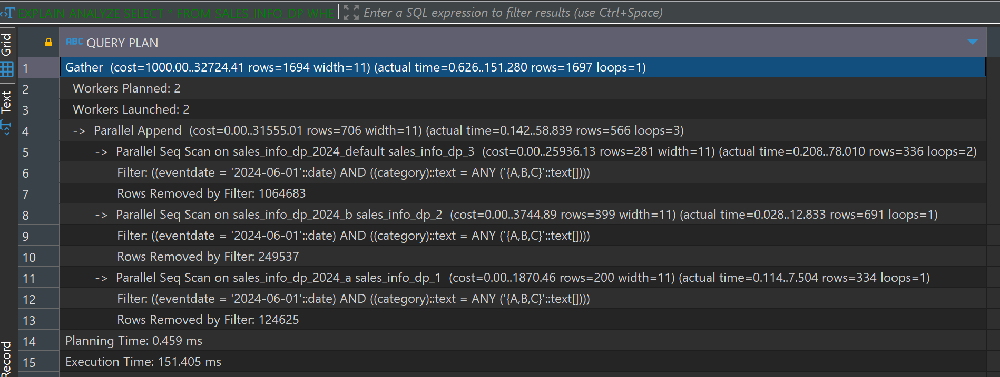 EXPLAIN ANALYZE SELECT * FROM SALES_INFO_DP WHE
Enter a SQL expression to filter results (use Ctrl+Space)
Grid
Text
Record
ABC QUERY PLAN
1 Gather (cost=1000.00..32724.41 rows=1694 width=11) (actual time=0.626..151.280 rows=1697 loops=1)
2 Workers Planned: 2
3 Workers Launched: 2
4 -> Parallel Append (cost=0.00..31555.01 rows=706 width=11) (actual time=0.142..58.839 rows=566 loops=3)
5 -> Parallel Seq Scan on sales_info_dp_2024_default sales_info_dp_3 (cost=0.00..25936.13 rows=281 width=11) (actual time=0.208..78.010 rows=336 loops=2)
6 Filter: ((eventdate = '2024-06-01'::date) AND ((category)::text = ANY ('{A,B,C}'::text[])))
7 Rows Removed by Filter: 1064683
8 -> Parallel Seq Scan on sales_info_dp_2024_b sales_info_dp_2 (cost=0.00..3744.89 rows=399 width=11) (actual time=0.028..12.833 rows=691 loops=1)
9 Filter: ((eventdate = '2024-06-01'::date) AND ((category)::text = ANY ('{A,B,C}'::text[])))
10 Rows Removed by Filter: 249537
11 -> Parallel Seq Scan on sales_info_dp_2024_a sales_info_dp_1 (cost=0.00..1870.46 rows=200 width=11) (actual time=0.114..7.504 rows=334 loops=1)
12 Filter: ((eventdate = '2024-06-01'::date) AND ((category)::text = ANY ('{A,B,C}'::text[])))
13 Rows Removed by Filter: 124625
14 Planning Time: 0.459 ms
15 Execution Time: 151.405 ms